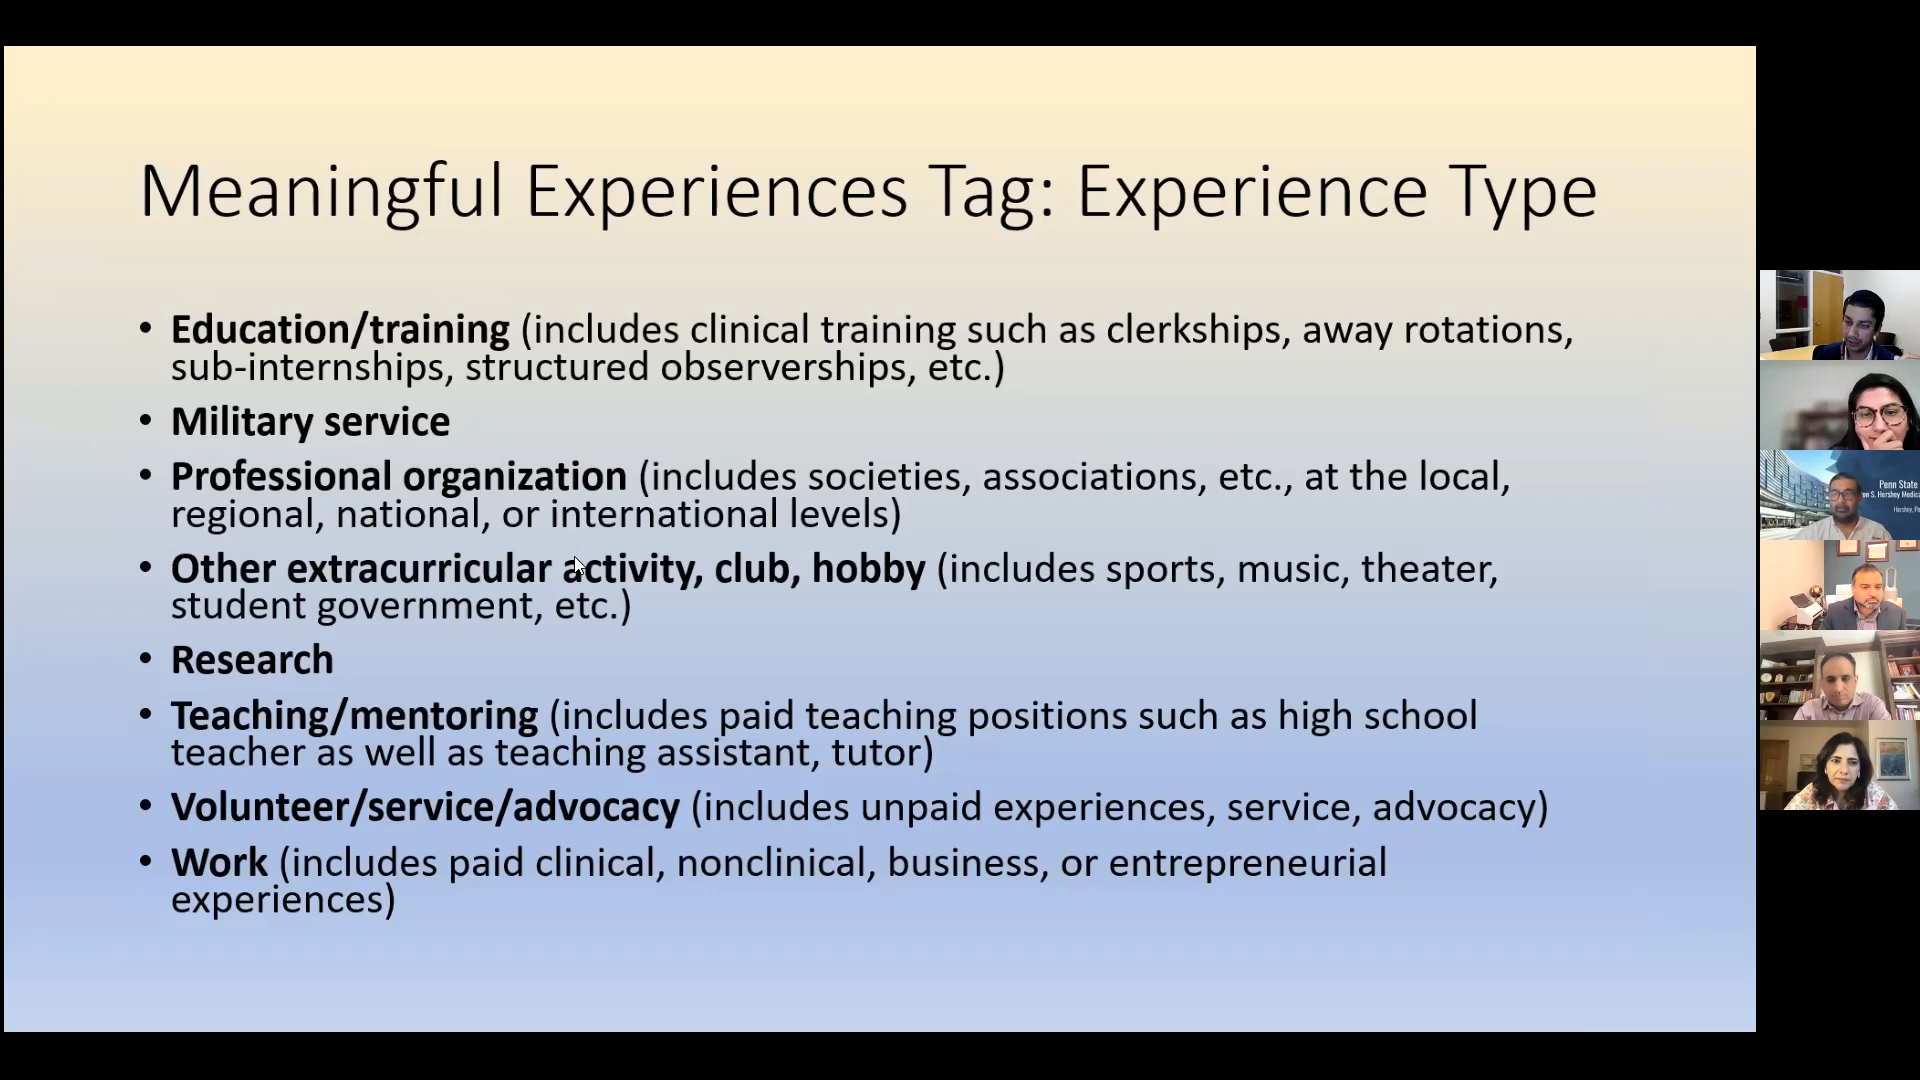 Meaningful Experiences Tag: Experience Type
• Education/training (includes clinical training such as clerkships, away rotations,
sub-internships, structured observerships, etc.)
• Military service
• Professional organization (includes societies, associations, etc., at the local,
regional, national, or international levels)
• Other extracurricular activity, club, hobby (includes sports, music, theater,
student government, etc.)
• Research
• Teaching/mentoring (includes paid teaching positions such as high school
teacher as well as teaching assistant, tutor)
• Volunteer/service/advocacy (includes unpaid experiences, service, advocacy)
• Work (includes paid clinical, nonclinical, business, or entrepreneurial
experiences)
Penn State
S. Hershey
Hershey,